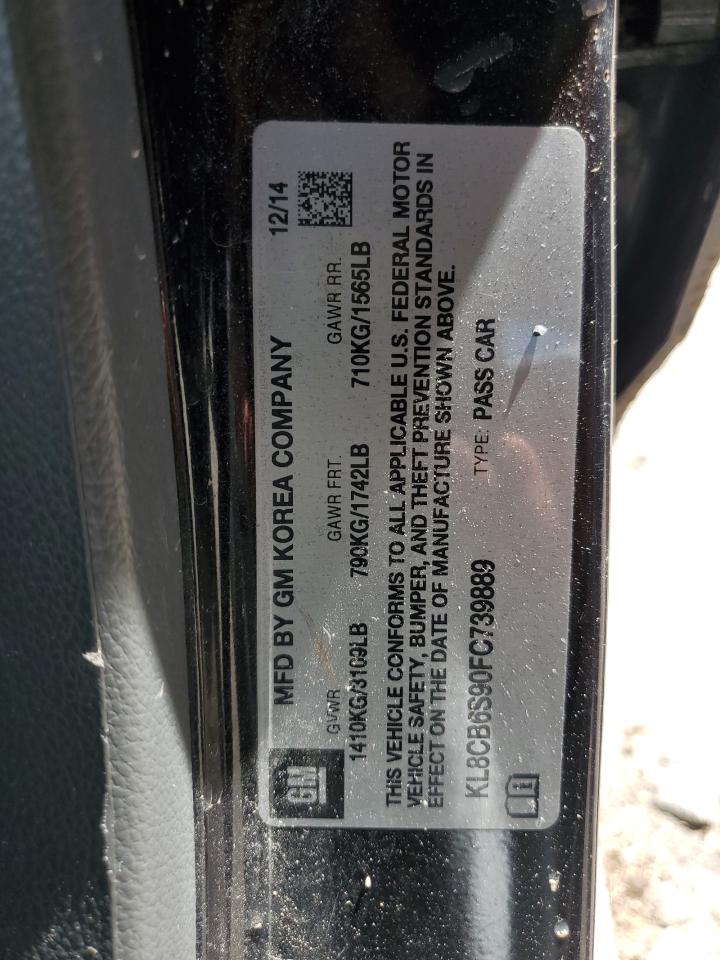 GM
MFD BY GM KOREA COMPANY 12/14
GVWR GAWR FRT. GAWR RR.
1410KG/3109LB 790KG/1742LB 710KG/1565LB
THIS VEHICLE CONFORMS TO ALL APPLICABLE U.S. FEDERAL MOTOR
VEHICLE SAFETY, BUMPER, AND THEFT PREVENTION STANDARDS IN
EFFECT ON THE DATE OF MANUFACTURE SHOWN ABOVE.
KL8CB6S90FC739889 TYPE: PASS CAR